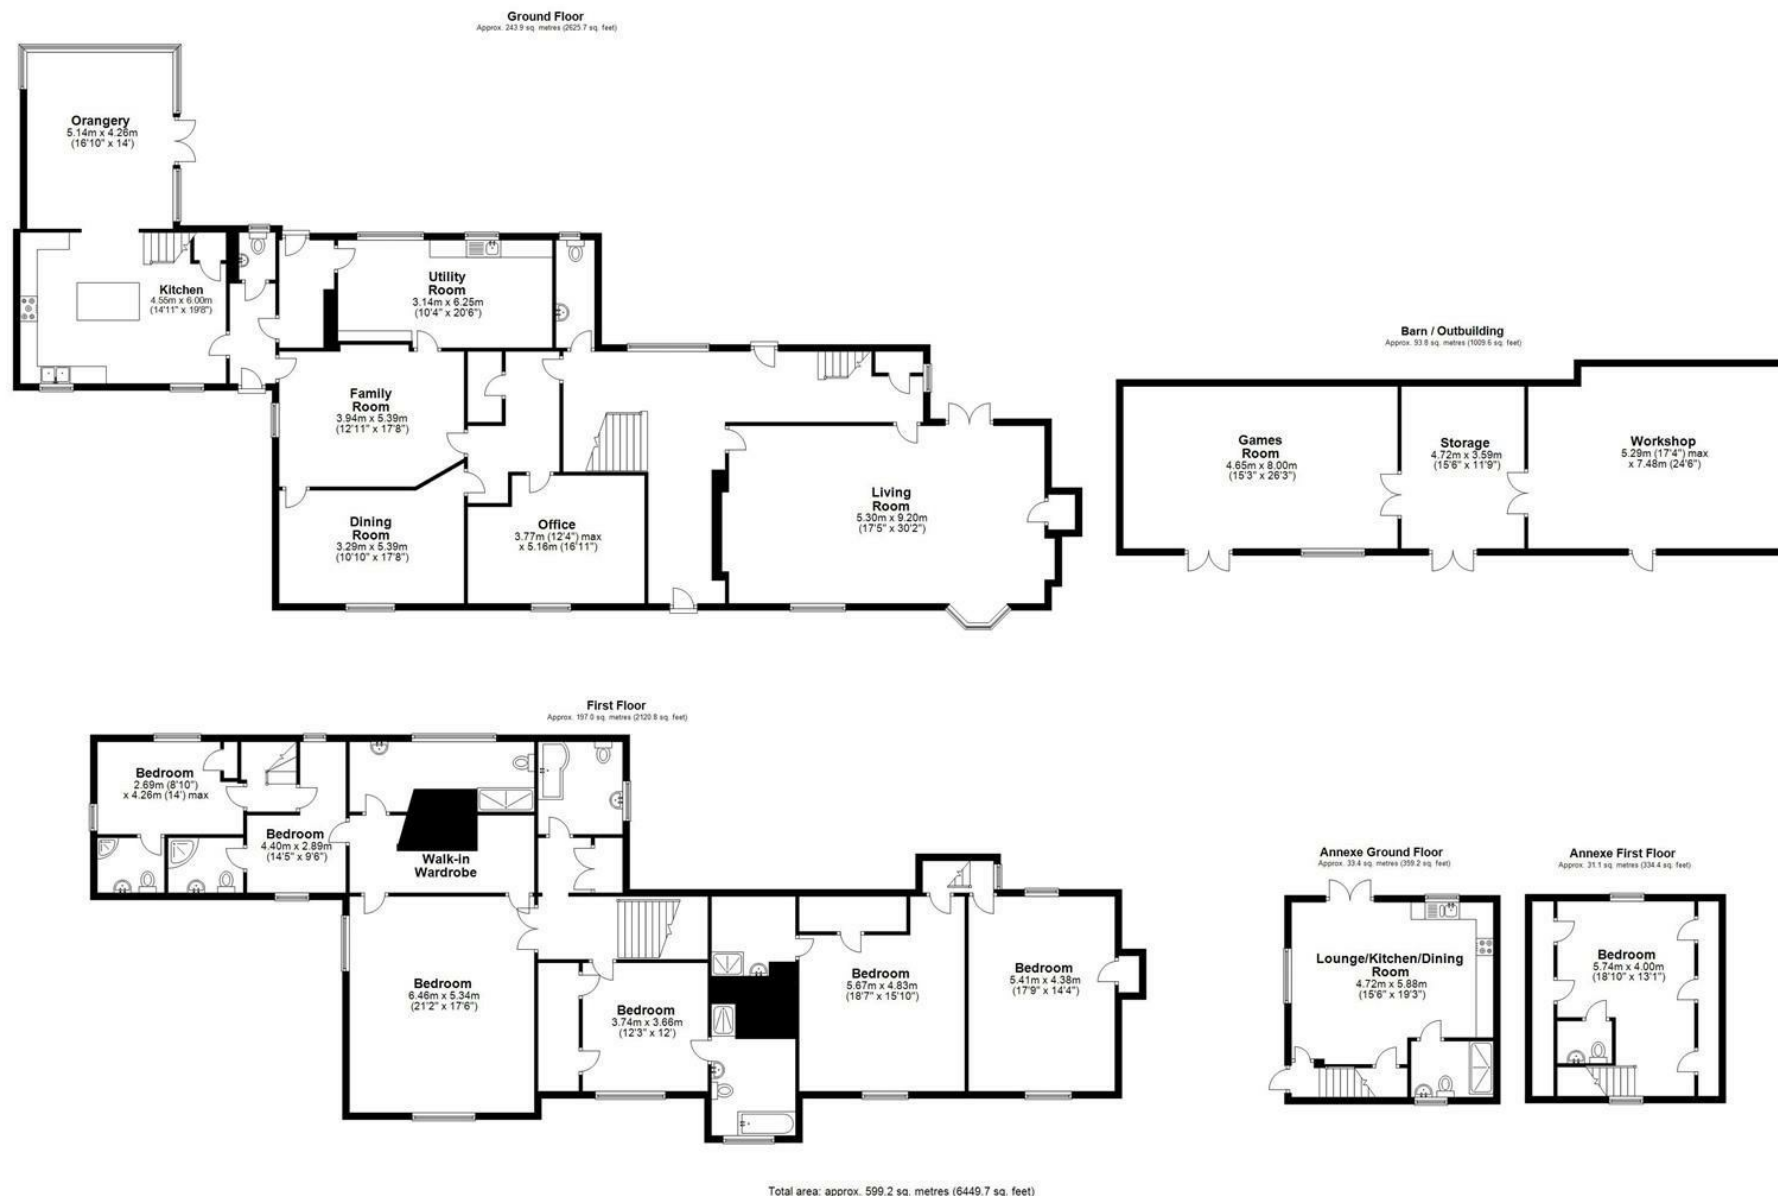 Ground Floor
Approx. 243.9 sq. metres (2625.7 sq. feet)
Orangery
5.14m x 4.26m
(16'10" x 14')
Kitchen
4.55m x 6.00m
(14'11" x 19'8")
Utility
Room
3.14m x 6.25m
(10'4" x 20'6")
Family
Room
3.94m x 5.39m
(12'11" x 17'8")
Dining
Room
3.29m x 5.39m
(10'10" x 17'8")
Office
3.77m (12'4") max
x 5.16m (16'11")
Living
Room
5.30m x 9.20m
(17'5" x 30'2")
Barn / Outbuilding
Approx. 93.8 sq. metres (1009.6 sq. feet)
Games
Room
4.65m x 8.00m
(15'3" x 26'3")
Storage
4.72m x 3.59m
(15'6" x 11'9")
Workshop
5.29m (17'4") max
x 7.48m (24'6")
First Floor
Approx. 197.0 sq. metres (2120.8 sq. feet)
Bedroom
2.69m (8'10")
x 4.26m (14') max
Bedroom
4.40m x 2.89m
(14'5" x 9'6")
Walk-in
Wardrobe
Bedroom
6.46m x 5.34m
(21'2" x 17'6")
Bedroom
3.74m x 3.66m
(12'3" x 12')
Bedroom
5.67m x 4.83m
(18'7" x 15'10")
Bedroom
5.41m x 4.38m
(17'9" x 14'4")
Annexe Ground Floor
Approx. 33.4 sq. metres (359.2 sq. feet)
Lounge/Kitchen/Dining
Room
4.72m x 5.88m
(15'6" x 19'3")
Annexe First Floor
Approx. 31.1 sq. metres (334.4 sq. feet)
Bedroom
5.74m x 4.00m
(18'10" x 13'1")
Total area: approx. 599.2 sq. metres (6449.7 sq. feet)